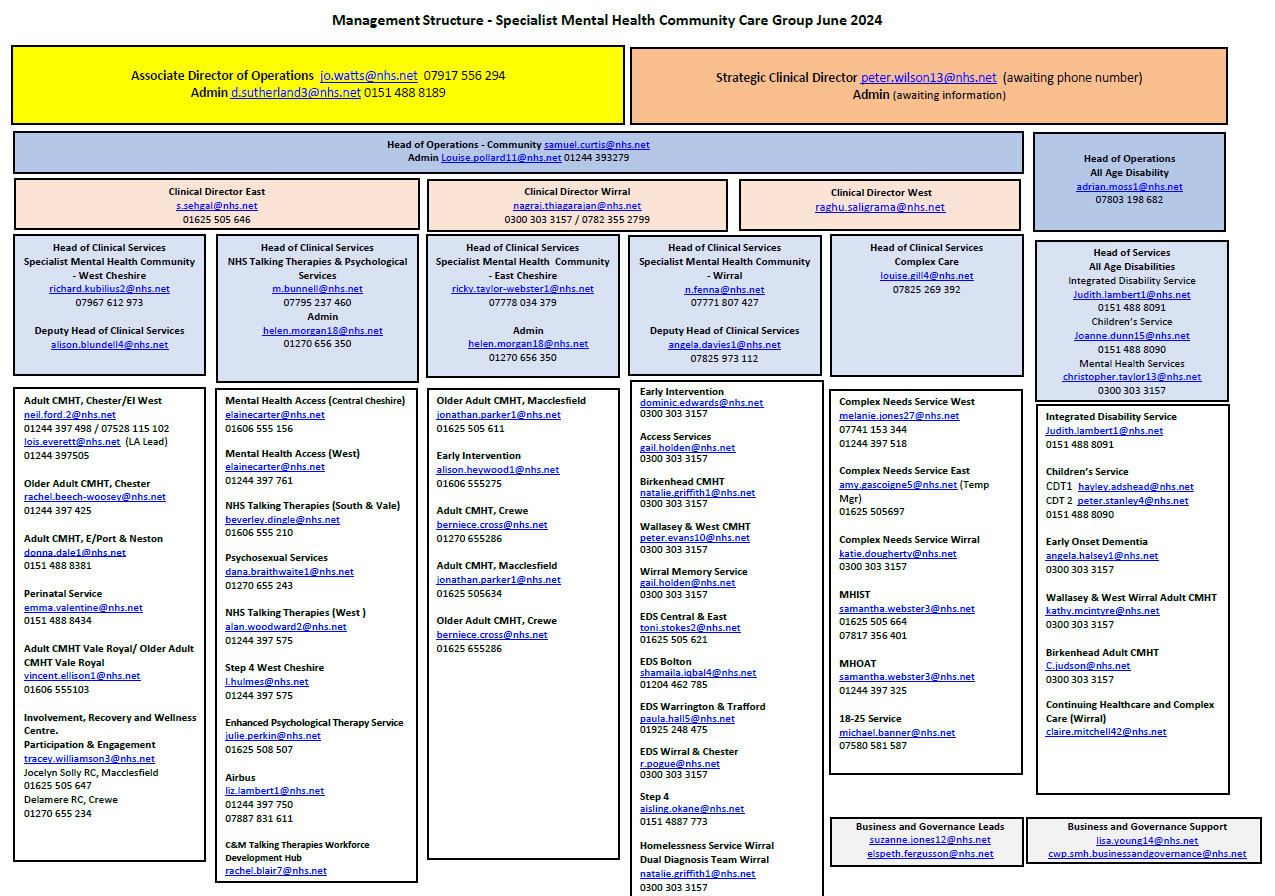 Management Structure - Specialist Mental Health Community Care Group June 2024
Associate Director of Operations jo.watts@nhs.net 07917 556 294
Admin d.sutherland3@nhs.net 0151 488 8189
Strategic Clinical Director peter.wilson13@nhs.net (awaiting phone number)
Admin (awaiting information)
Head of Operations - Community samuel.curtis@nhs.net
Admin Louise.pollard11@nhs.net 01244 393279
Head of Operations
All Age Disability
adrian.moss1@nhs.net
07803 198 682
Clinical Director East
s.sehgal@nhs.net
01625 505 646
Clinical Director Wirral
nagraj.thiagarajan@nhs.net
0300 303 3157 / 0782 355 2799
Clinical Director West
raghu.saligrama@nhs.net
Head of Clinical Services
Specialist Mental Health Community
- West Cheshire
richard.kubilius2@nhs.net
07967 612 973
Deputy Head of Clinical Services
alison.blundell4@nhs.net
Head of Clinical Services
NHS Talking Therapies & Psychological
Services
m.bunnell@nhs.net
07795 237 460
Admin
helen.morgan18@nhs.net
01270 656 350
Head of Clinical Services
Specialist Mental Health Community
- East Cheshire
ricky.taylor-webster1@nhs.net
07778 034 379
Admin
helen.morgan18@nhs.net
01270 656 350
Head of Clinical Services
Specialist Mental Health Community
- Wirral
n.fenna@nhs.net
07771 807 427
Deputy Head of Clinical Services
angela.davies1@nhs.net
07825 973 112
Head of Clinical Services
Complex Care
louise.gill4@nhs.net
07825 269 392
Head of Services
All Age Disabilities
Integrated Disability Service
Judith.lambert1@nhs.net
0151 488 8091
Children's Service
Joanne.dunn15@nhs.net
0151 488 8090
Mental Health Services
christopher.taylor13@nhs.net
0300 303 3157
Adult CMHT, Chester/EI West
neil.ford.2@nhs.net
01244 397 498 / 07528 115 102
lois.everett@nhs.net (LA Lead)
01244 397505
Older Adult CMHT, Chester
rachel.beech-woosey@nhs.net
01244 397 425
Adult CMHT, E/Port & Neston
donna.dale1@nhs.net
0151 488 8381
Perinatal Service
emma.valentine@nhs.net
0151 488 8434
Adult CMHT Vale Royal/ Older Adult
CMHT Vale Royal
vincent.ellison1@nhs.net
01606 555103
Involvement, Recovery and Wellness
Centre.
Participation & Engagement
tracey.williamson3@nhs.net
Jocelyn Solly RC, Macclesfield
01625 505 647
Delamere RC, Crewe
01270 655 234
Mental Health Access (Central Cheshire)
elainecarter@nhs.net
01606 555 156
Mental Health Access (West)
elainecarter@nhs.net
01244 397 761
NHS Talking Therapies (South & Vale)
beverley.dingle@nhs.net
01606 555 210
Psychosexual Services
dana.braithwaite1@nhs.net
01270 655 243
NHS Talking Therapies (West )
alan.woodward2@nhs.net
01244 397 575
Step 4 West Cheshire
l.hulmes@nhs.net
01244 397 575
Enhanced Psychological Therapy Service
julie.perkin@nhs.net
01625 508 507
Airbus
liz.lambert1@nhs.net
01244 397 750
07887 831 611
C&M Talking Therapies Workforce
Development Hub
rachel.blair7@nhs.net
Older Adult CMHT, Macclesfield
jonathan.parker1@nhs.net
01625 505 611
Early Intervention
alison.heywood1@nhs.net
01606 555275
Adult CMHT, Crewe
berniece.cross@nhs.net
01270 655286
Adult CMHT, Macclesfield
jonathan.parker1@nhs.net
01625 505634
Older Adult CMHT, Crewe
berniece.cross@nhs.net
01625 655286
Early Intervention
dominic.edwards@nhs.net
0300 303 3157
Access Services
gail.holden@nhs.net
0300 303 3157
Birkenhead CMHT
natalie.griffith1@nhs.net
0300 303 3157
Wallasey & West CMHT
peter.evans10@nhs.net
0300 303 3157
Wirral Memory Service
gail.holden@nhs.net
0300 303 3157
EDS Central & East
toni.stokes2@nhs.net
01625 505 621
EDS Bolton
shamaila.iqbal4@nhs.net
01204 462 785
EDS Warrington & Trafford
paula.hall5@nhs.net
01925 248 475
EDS Wirral & Chester
r.pogue@nhs.net
0300 303 3157
Step 4
aisling.okane@nhs.net
0151 4887 773
Homelessness Service Wirral
Dual Diagnosis Team Wirral
natalie.griffith1@nhs.net
0300 303 3157
Complex Needs Service West
melanie.jones27@nhs.net
07741 153 344
01244 397 518
Complex Needs Service East
amy.gascoigne5@nhs.net (Temp
Mgr)
01625 505697
Complex Needs Service Wirral
katie.dougherty@nhs.net
0300 303 3157
MHIST
samantha.webster3@nhs.net
01625 505 664
07817 356 401
MHOAT
samantha.webster3@nhs.net
01244 397 325
18-25 Service
michael.banner@nhs.net
07580 581 587
Integrated Disability Service
Judith.lambert1@nhs.net
0151 488 8091
Children's Service
CDT1 hayley.adshead@nhs.net
CDT 2 peter.stanley4@nhs.net
0151 488 8090
Early Onset Dementia
angela.halsey1@nhs.net
0300 303 3157
Wallasey & West Wirral Adult CMHT
kathy.mcintyre@nhs.net
0300 303 3157
Birkenhead Adult CMHT
C.judson@nhs.net
0300 303 3157
Continuing Healthcare and Complex
Care (Wirral)
claire.mitchell42@nhs.net
Business and Governance Leads
suzanne.jones12@nhs.net
elspeth.fergusson@nhs.net
Business and Governance Support
lisa.young14@nhs.net
cwp.smh.businessandgovernance@nhs.net